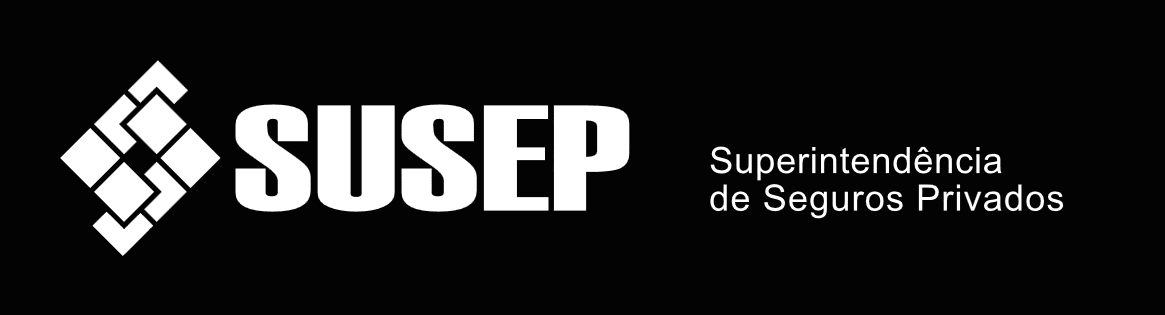 SUSEP
Superintendência
de Seguros Privados